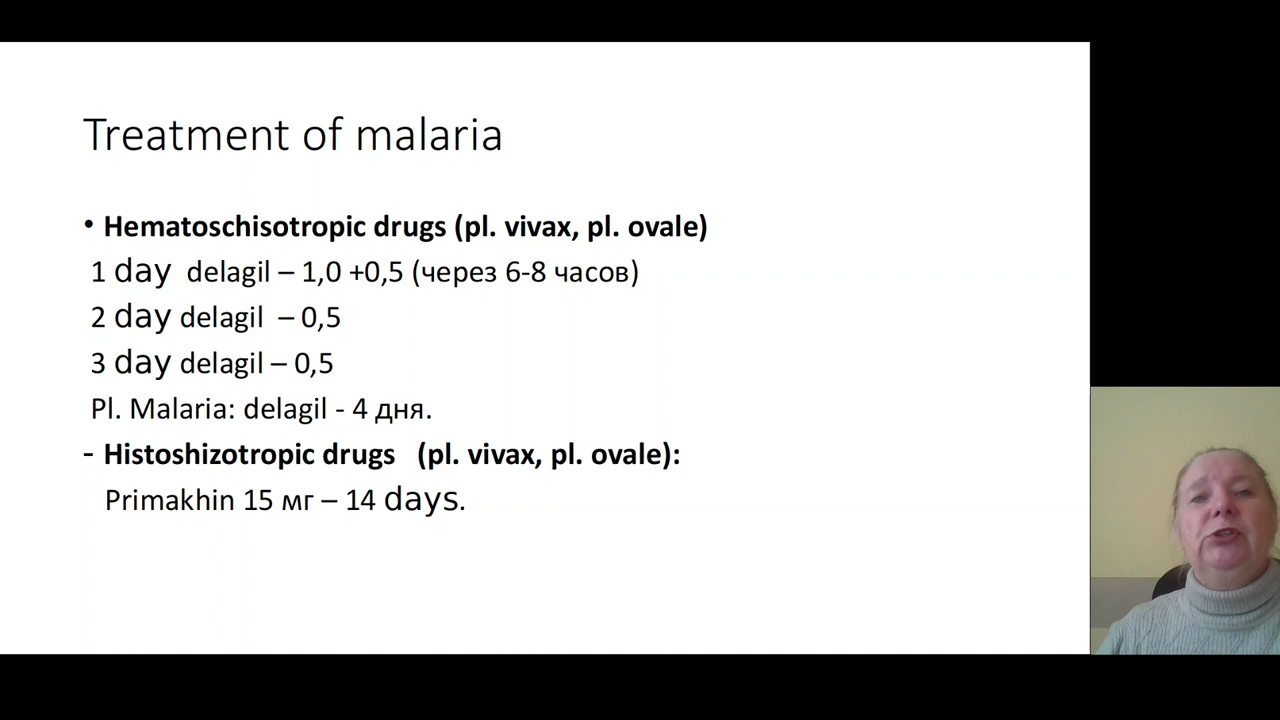 Treatment of malaria
• Hematoschisotropic drugs (pl. vivax, pl. ovale)
1 day delagil – 1,0 +0,5 (через 6-8 часов)
2 day delagil – 0,5
3 day delagil – 0,5
Pl. Malaria: delagil - 4 дня.
- Histoshizotropic drugs (pl. vivax, pl. ovale):
Primakhin 15 мг – 14 days.